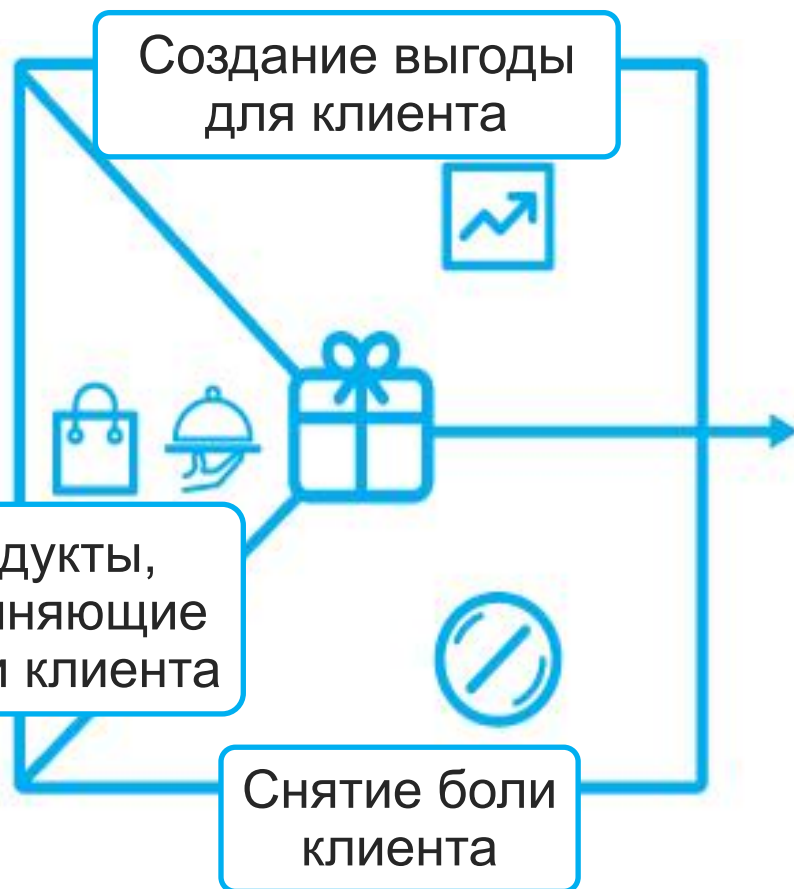 Создание выгоды
для клиента
дукты,
няющие
и клиента
Снятие боли
клиента